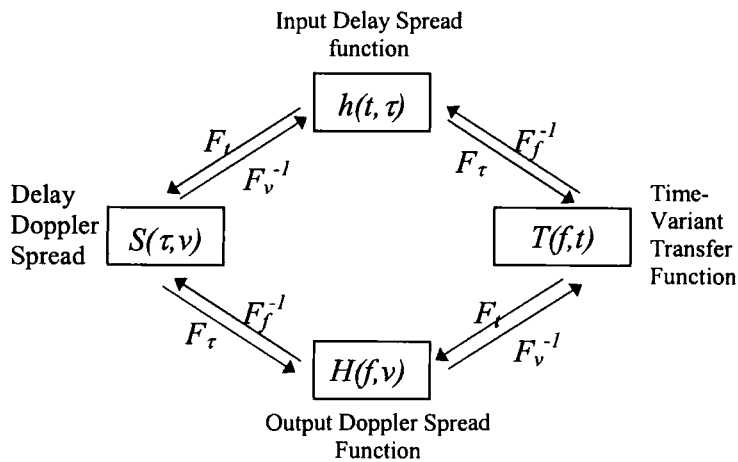 Input Delay Spread
function
h(t, τ)
F_t
F_ν^{-1}
F_f^{-1}
F_τ
Delay
Doppler
Spread
S(τ,ν)
T(f,t)
Time-
Variant
Transfer
Function
F_f^{-1}
F_τ
F_t
F_ν^{-1}
H(f,ν)
Output Doppler Spread
Function